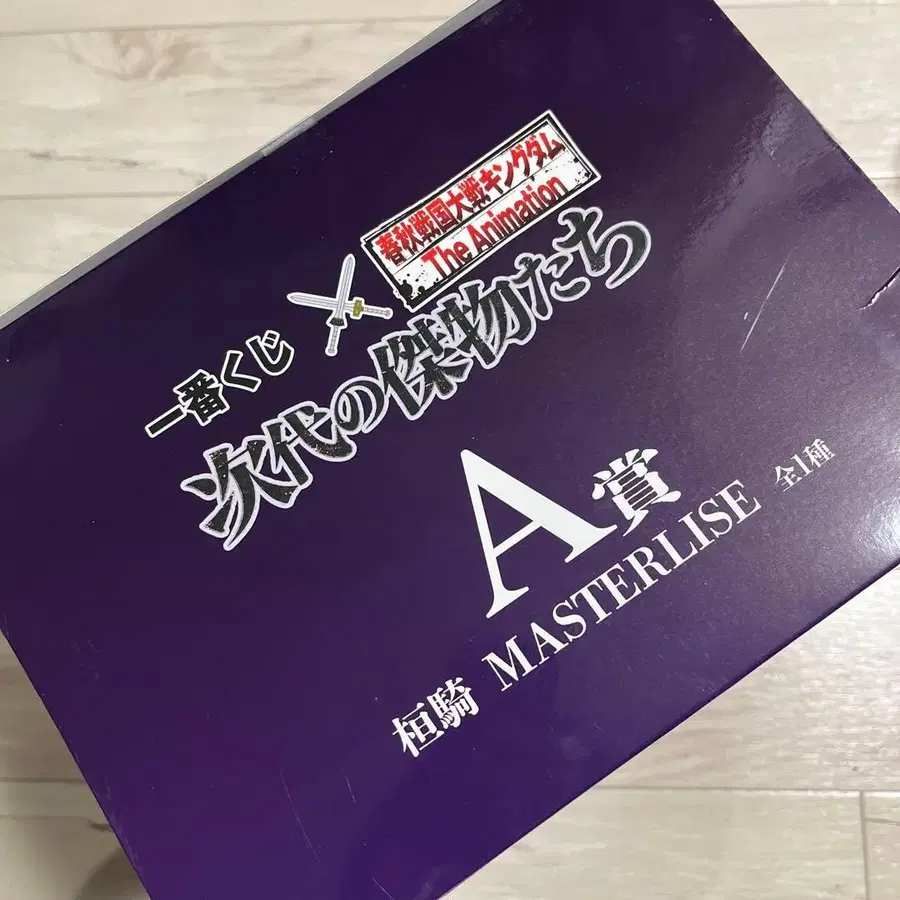 一番くじ
春秋戦国大戦キングダム
The Animation
次代の傑物たち
A賞
桓騎 MASTERLISE 全1種